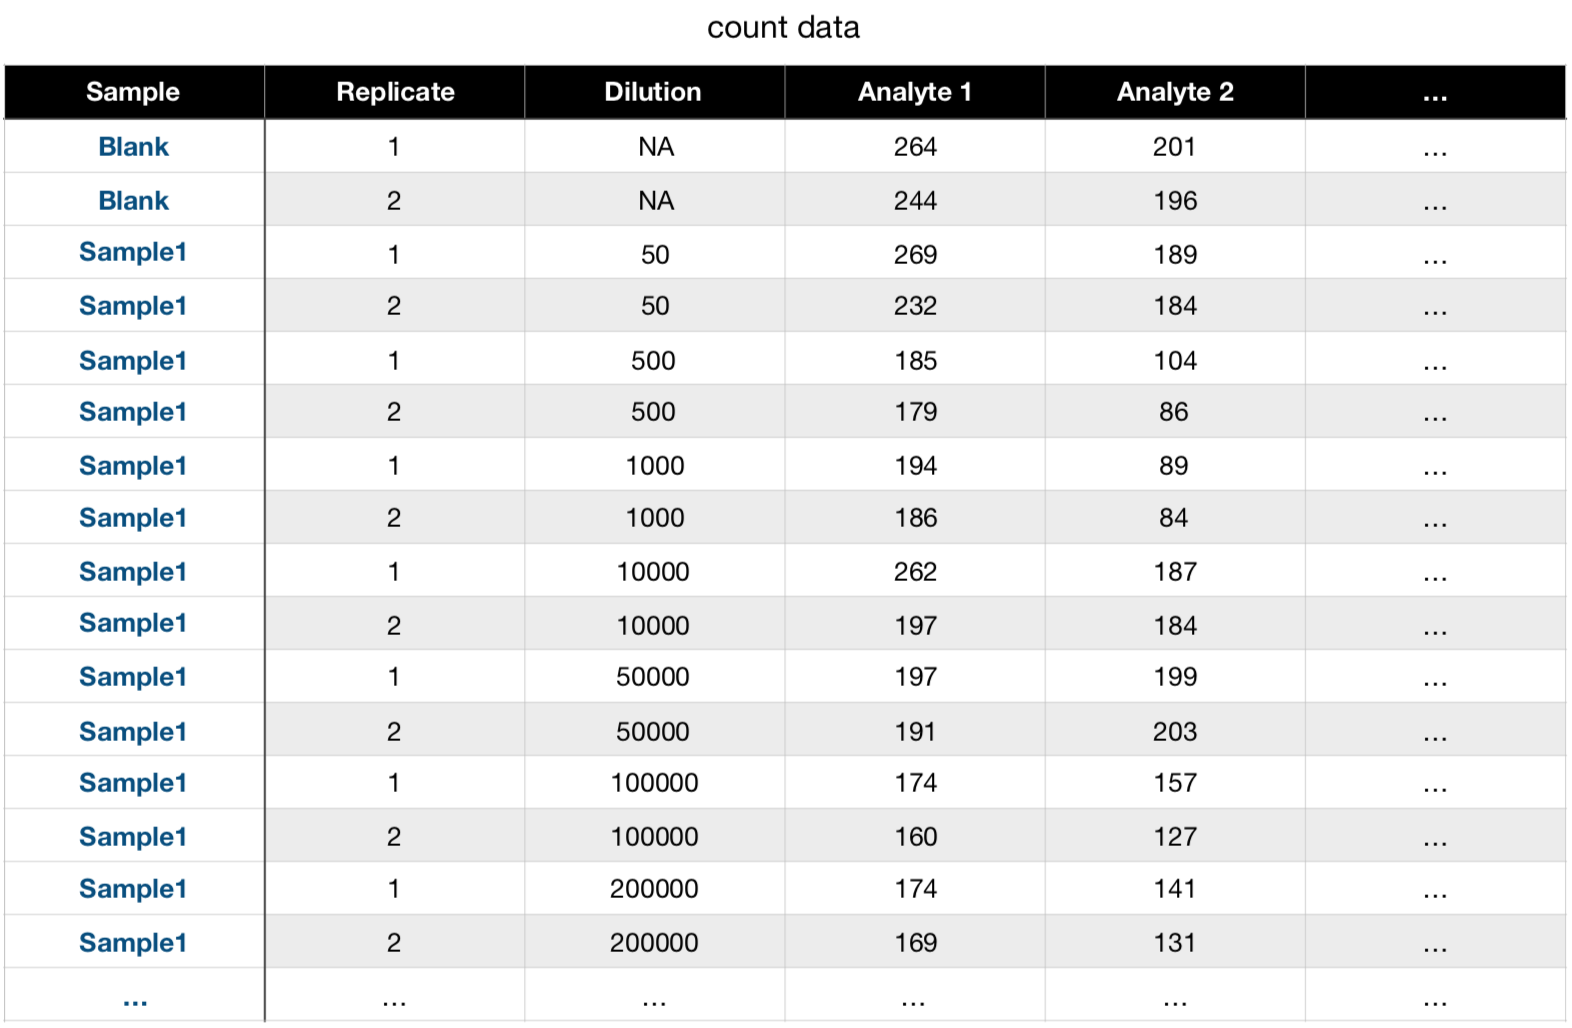 count data
Sample Replicate Dilution Analyte 1 Analyte 2 ...
Blank 1 NA 264 201 ...
Blank 2 NA 244 196 ...
Sample1 1 50 269 189 ...
Sample1 2 50 232 184 ...
Sample1 1 500 185 104 ...
Sample1 2 500 179 86 ...
Sample1 1 1000 194 89 ...
Sample1 2 1000 186 84 ...
Sample1 1 10000 262 187 ...
Sample1 2 10000 197 184 ...
Sample1 1 50000 197 199 ...
Sample1 2 50000 191 203 ...
Sample1 1 100000 174 157 ...
Sample1 2 100000 160 127 ...
Sample1 1 200000 174 141 ...
Sample1 2 200000 169 131 ...
... ... ... ... ... ...